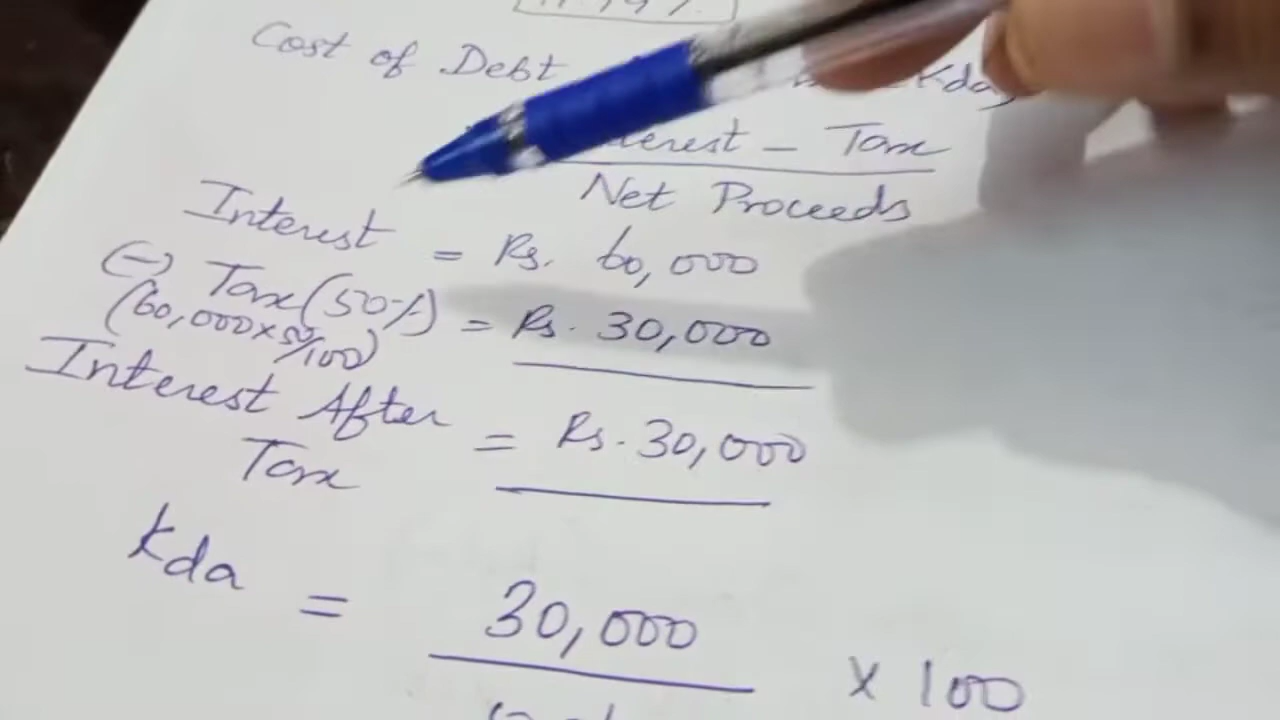 Cost of Debt Kda)
Interest - Tax
Net Proceeds
Interest = Rs. 60,000
(-) Tax (50%) = Rs. 30,000
(60,000 x 50/100)
Interest After Tax = Rs. 30,000
Kda = 30,000 x 100